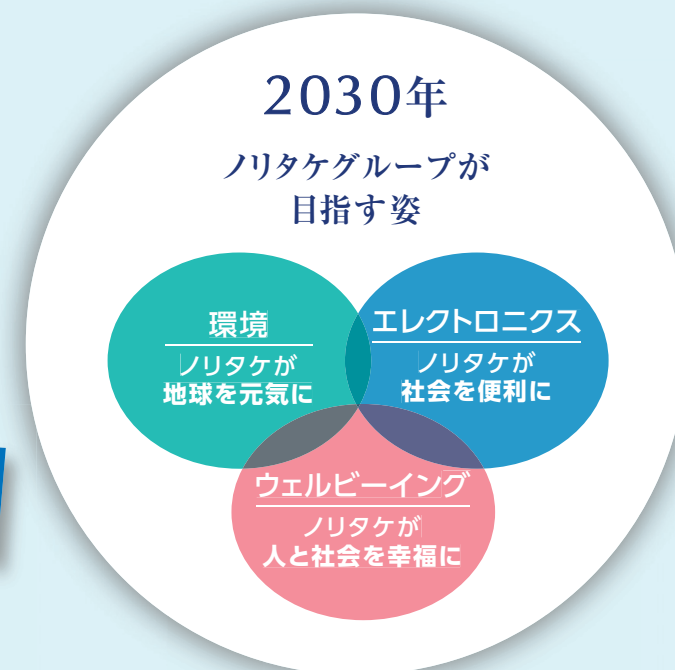 2030年
ノリタケグループが
目指す姿
環境
ノリタケが
地球を元気に
エレクトロニクス
ノリタケが
社会を便利に
ウェルビーイング
ノリタケが
人と社会を幸福に